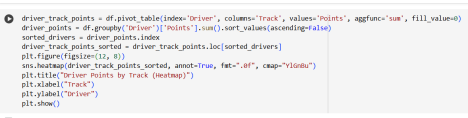 driver_track_points = df.pivot_table(index='Driver', columns='Track', values='Points', aggfunc='sum', fill_value=0)
driver_points = df.groupby('Driver')['Points'].sum().sort_values(ascending=False)
sorted_drivers = driver_points.index
driver_track_points_sorted = driver_track_points.loc[sorted_drivers]
plt.figure(figsize=(12, 8))
sns.heatmap(driver_track_points_sorted, annot=True, fmt=".0f", cmap="YlGnBu")
plt.title("Driver Points by Track (Heatmap)")
plt.xlabel("Track")
plt.ylabel("Driver")
plt.show()